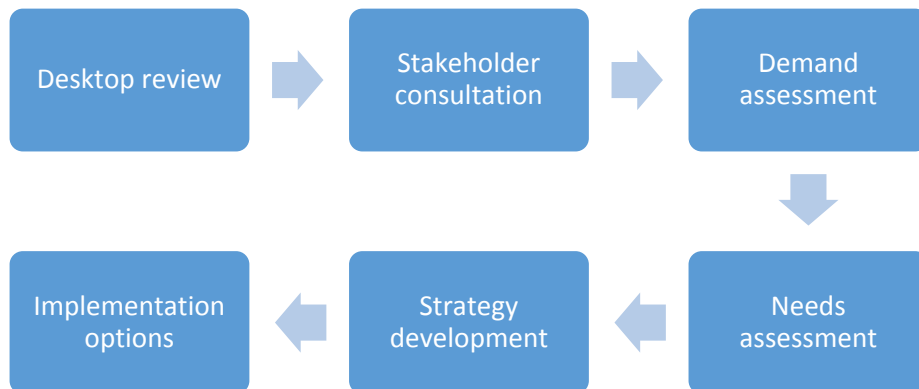 Desktop review
Stakeholder
consultation
Demand
assessment
Needs
assessment
Strategy
development
Implementation
options